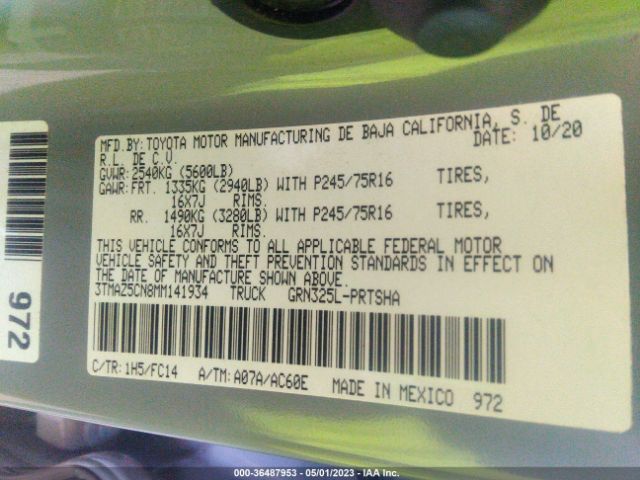 MFD.BY: TOYOTA MOTOR MANUFACTURING DE BAJA CALIFORNIA, S. DE
R.L. DE C.V. DATE: 10/20
GVWR: 2540KG (5600LB)
GAWR: FRT. 1335KG (2940LB) WITH P245/75R16 TIRES,
16X7J RIMS,
RR. 1490KG (3280LB) WITH P245/75R16 TIRES,
16X7J RIMS.
THIS VEHICLE CONFORMS TO ALL APPLICABLE FEDERAL MOTOR
VEHICLE SAFETY AND THEFT PREVENTION STANDARDS IN EFFECT ON
THE DATE OF MANUFACTURE SHOWN ABOVE.
3TMAZ5CN8MM141934 TRUCK GRN325L-PRTSHA
C/TR: 1H5/FC14 A/TM: A07A/AC60E MADE IN MEXICO 972
972
000-36487953 - 05/01/2023 - IAA Inc.